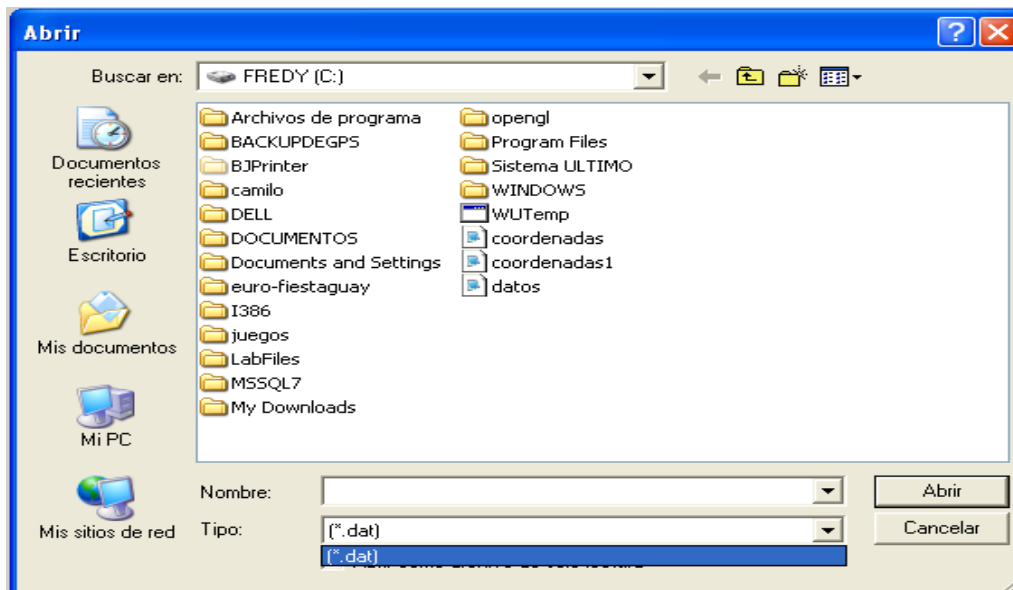 Abrir
Buscar en: FREDY (C:)
Archivos de programa
BACKUPDEGPS
BJPrinter
camilo
DELL
DOCUMENTOS
Documents and Settings
euro-fiestaguay
I386
juegos
LabFiles
MSSQL7
My Downloads
opengl
Program Files
Sistema ULTIMO
WINDOWS
WUTemp
coordenadas
coordenadas1
datos
Documentos
recientes
Escritorio
Mis documentos
Mi PC
Mis sitios de red
Nombre:
Abrir
Tipo: (*.dat)
Cancelar
(*.dat)